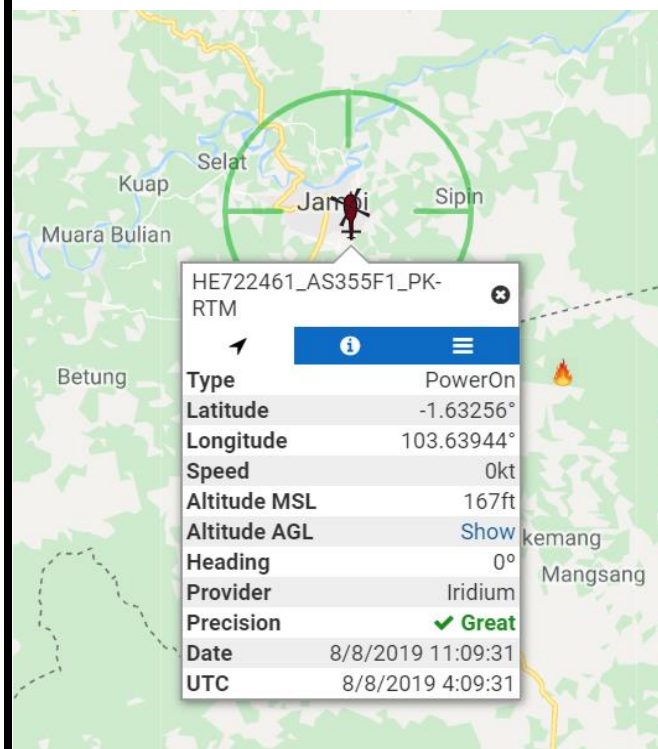 Selat
Kuap
Jambi
Sipin
Muara Bulian
HE722461_AS355F1_PK-
RTM
Betung
Type PowerOn
Latitude -1.63256°
Longitude 103.63944°
Speed 0kt
Altitude MSL 167ft
Altitude AGL Show
kemang
Heading 0º
Mangsang
Provider Iridium
Precision ✔ Great
Date 8/8/2019 11:09:31
UTC 8/8/2019 4:09:31